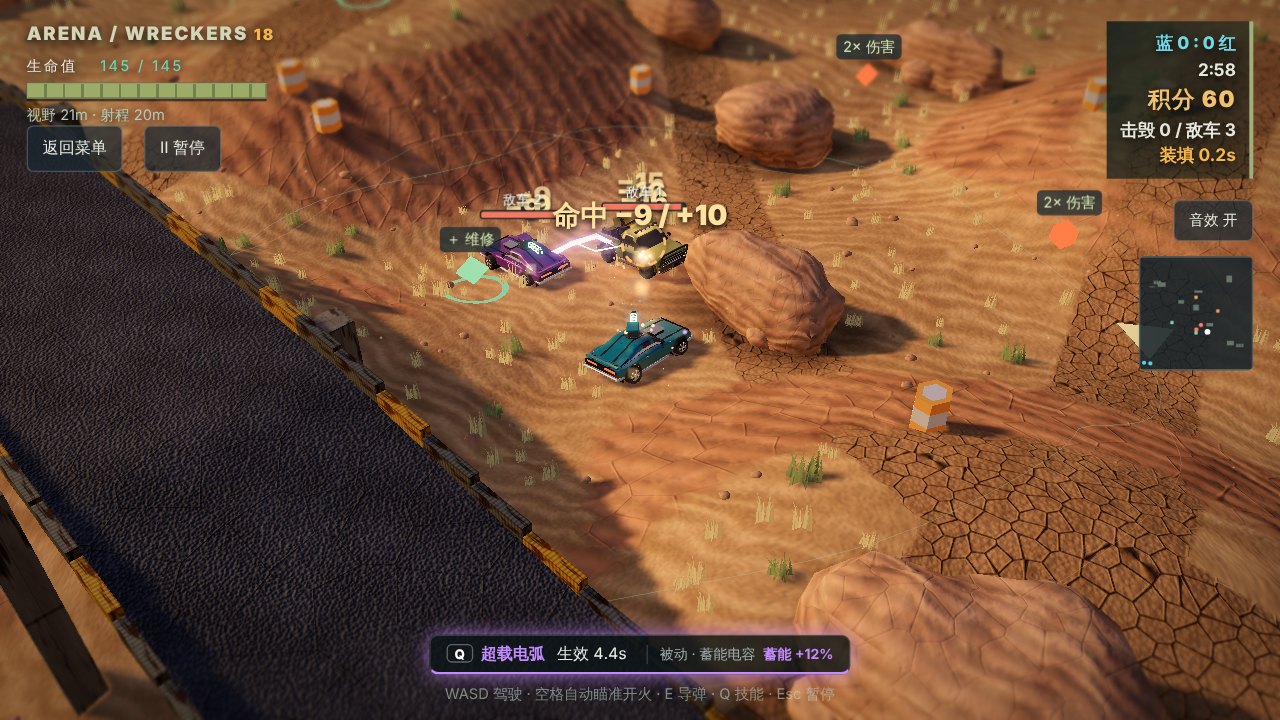 ARENA / WRECKERS 18
生命值 145 / 145
视野 21m · 射程 20m
返回菜单
II 暂停
蓝 0 : 0 红
2:58
积分 60
击毁 0 / 敌车 3
装填 0.2s
音效 开
2× 伤害
2× 伤害
敌车
敌车
命中 −9 / +10
+ 维修
Q 超载电弧 生效 4.4s 被动 · 蓄能电容 蓄能 +12%
WASD 驾驶 · 空格自动瞄准开火 · E 导弹 · Q 技能 · Esc 暂停